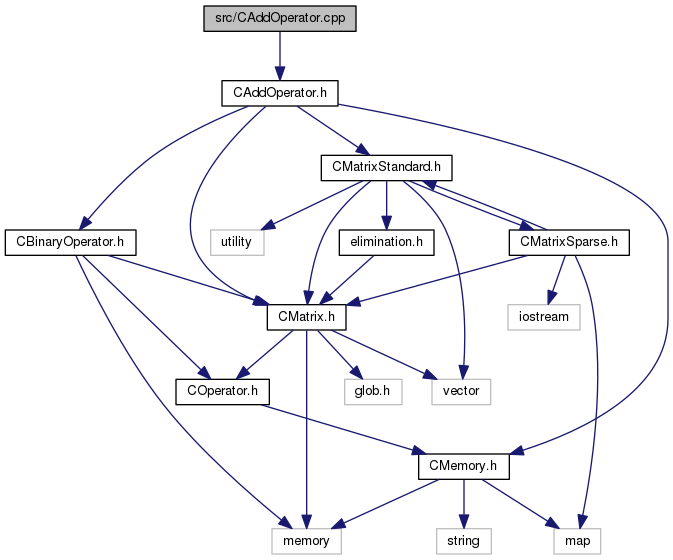 src/CAddOperator.cpp
CAddOperator.h
CMatrixStandard.h
CBinaryOperator.h
utility
elimination.h
CMatrixSparse.h
CMatrix.h
iostream
COperator.h
glob.h
vector
CMemory.h
memory
string
map